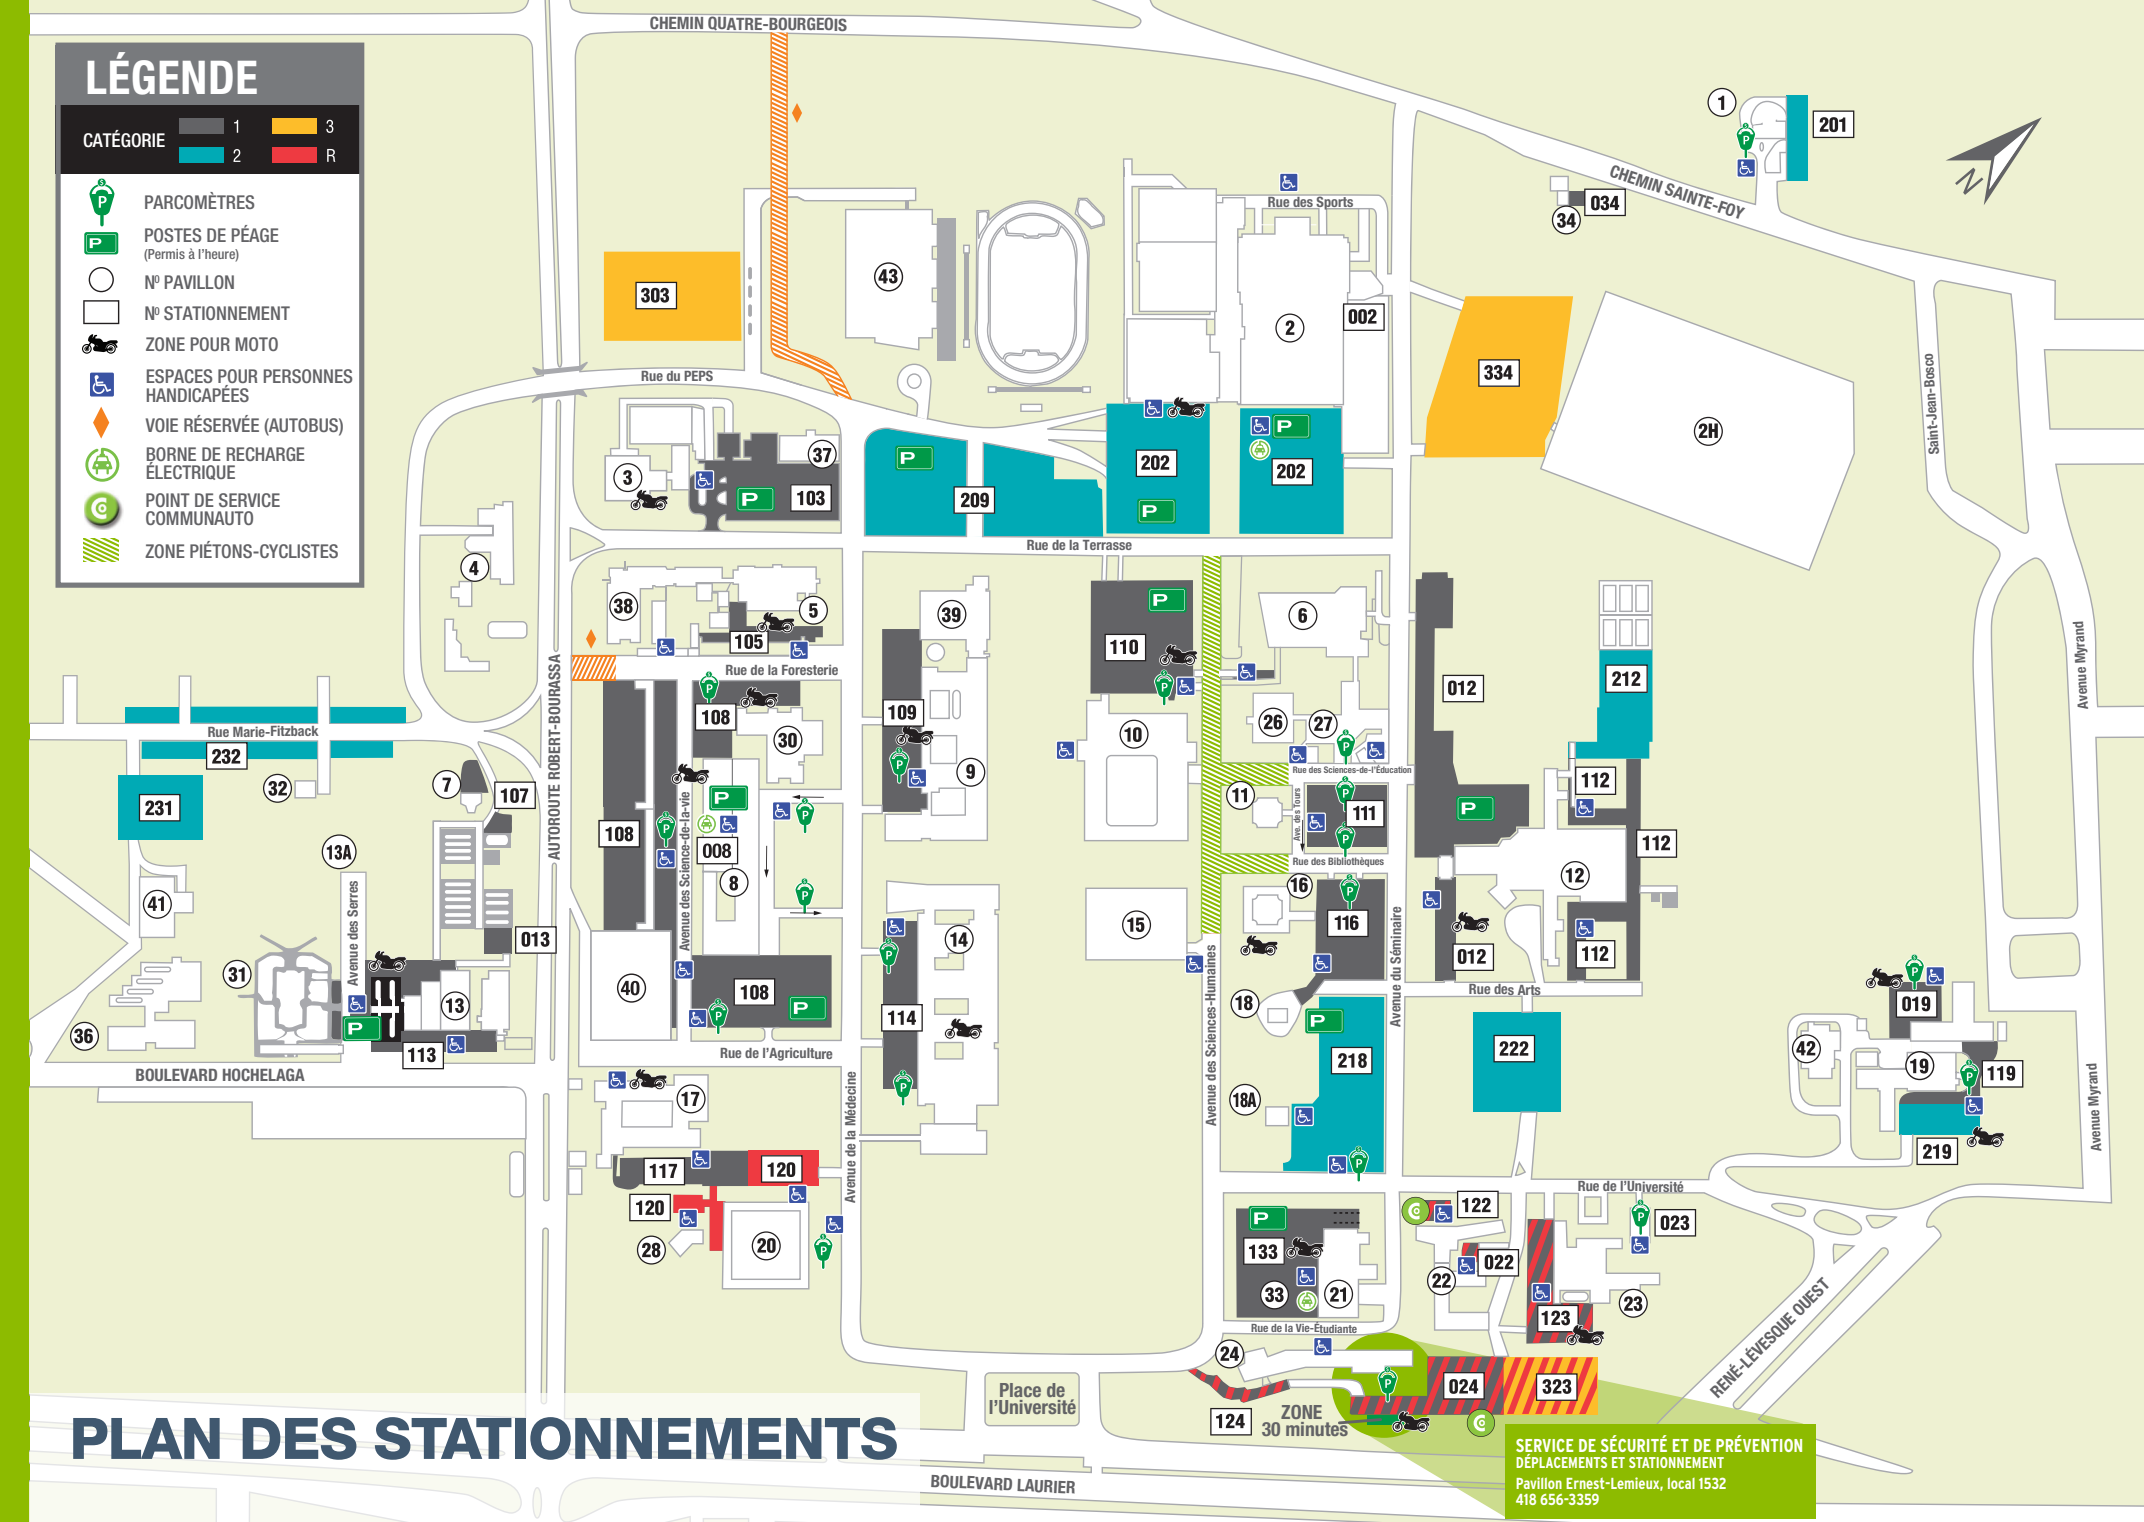 CHEMIN QUATRE-BOURGEOIS
LÉGENDE
CATÉGORIE
1
3
2
R
PARCOMÈTRES
POSTES DE PÉAGE
(Permis à l'heure)
Nº PAVILLON
Nº STATIONNEMENT
ZONE POUR MOTO
ESPACES POUR PERSONNES
HANDICAPÉES
VOIE RÉSERVÉE (AUTOBUS)
BORNE DE RECHARGE
ÉLECTRIQUE
POINT DE SERVICE
COMMUNAUTO
ZONE PIÉTONS-CYCLISTES
1
201
CHEMIN SAINTE-FOY
N
034
34
Rue des Sports
303
43
2
002
334
2H
Saint-Jean-Bosco
Rue du PEPS
37
3
103
P
P
209
202
P
P
202
Rue de la Terrasse
4
38
5
105
39
110
P
6
012
212
Avenue Myrand
Rue de la Foresterie
AUTOROUTE ROBERT-BOURASSA
108
30
109
9
10
26
27
Rue Marie-Fitzback
232
231
32
7
107
Rue des Sciences-de-l'Éducation
11
Ave. des Tours
111
P
112
112
Rue des Bibliothèques
108
Avenue des Science-de-la-vie
P
008
8
13A
41
Avenue des Serres
013
31
36
13
P
113
40
108
P
14
114
15
16
116
12
012
112
Avenue du Séminaire
Avenue des Sciences-Humaines
18
Rue des Arts
P
218
222
18A
019
42
19
119
219
Avenue Myrand
Rue de l'Agriculture
BOULEVARD HOCHELAGA
17
Avenue de la Médecine
117
120
120
28
20
Rue de l'Université
122
023
P
133
33
21
22
022
123
23
Rue de la Vie-Étudiante
24
124
024
323
ZONE
30 minutes
RENÉ-LÉVESQUE OUEST
Place de
l'Université
PLAN DES STATIONNEMENTS
BOULEVARD LAURIER
SERVICE DE SÉCURITÉ ET DE PRÉVENTION
DÉPLACEMENTS ET STATIONNEMENT
Pavillon Ernest-Lemieux, local 1532
418 656-3359